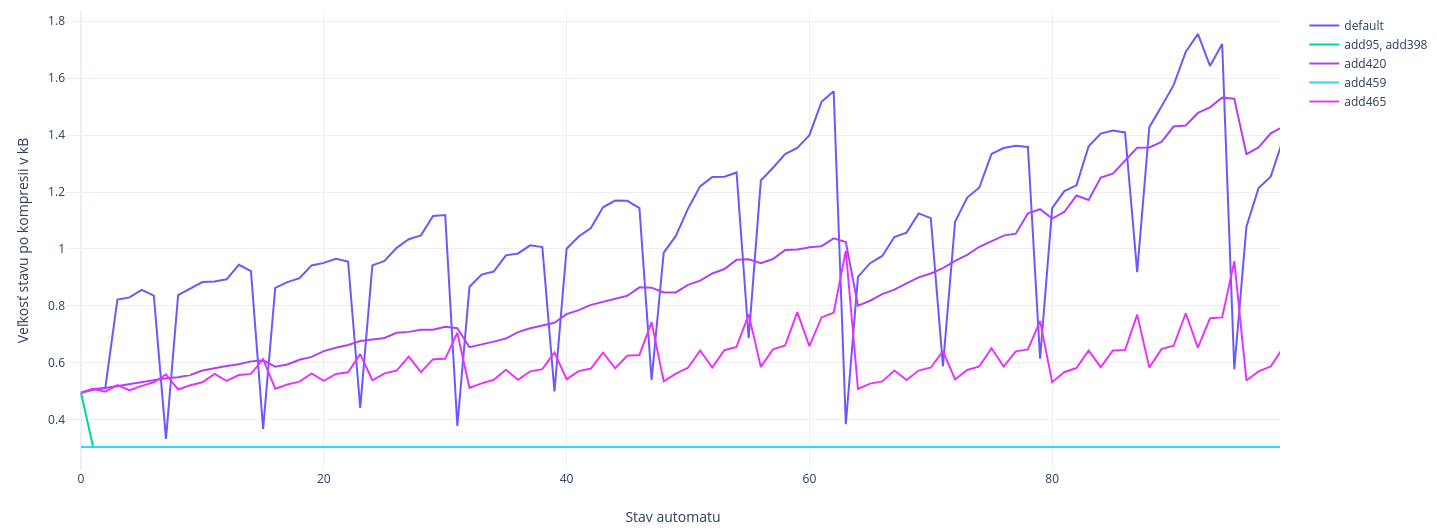 1.8
1.6
1.4
1.2
1
0.8
0.6
0.4
0
20
40
60
80
Stav automatu
Veľkosť stavu po kompresii v kB
default
add95, add398
add420
add459
add465